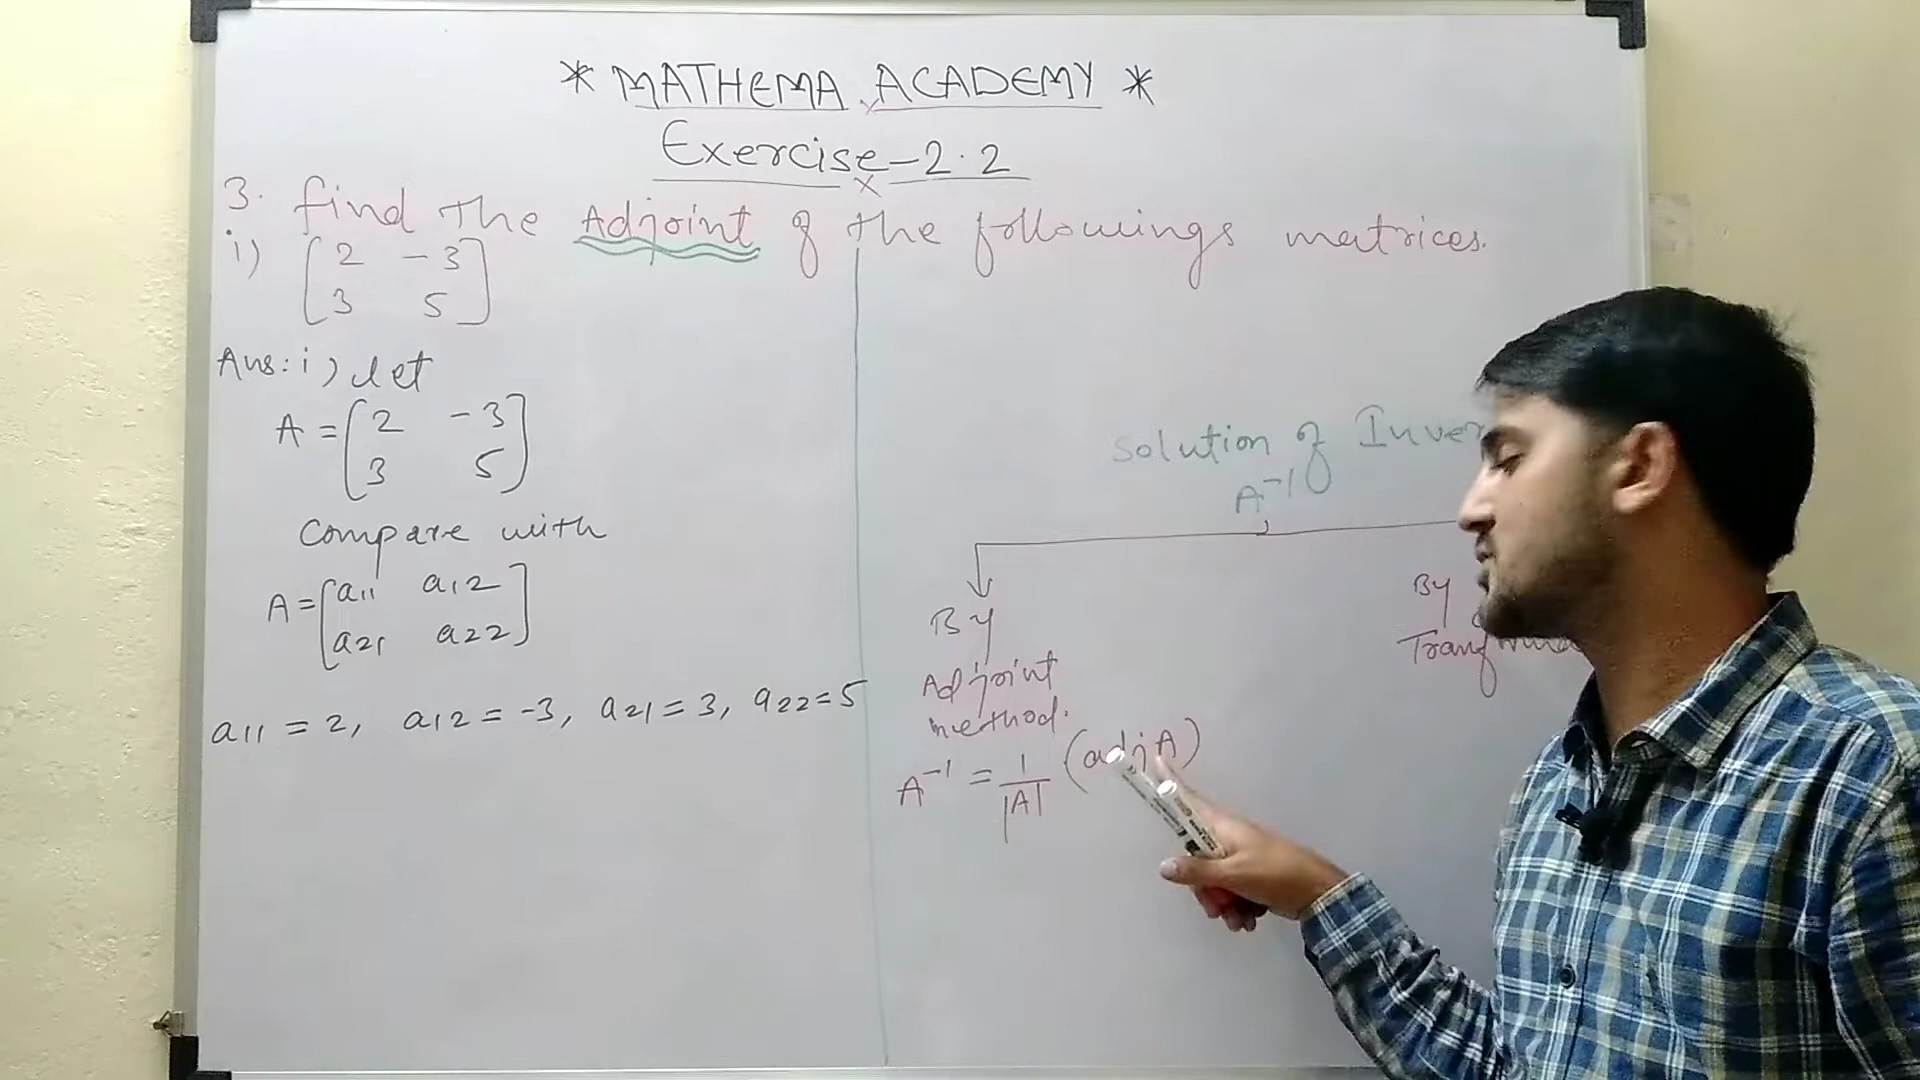 * MATHEMA ACADEMY *
Exercise-2.2
3. find the Adjoint of the followings matrices.
i) [2 -3
3 5]
Ans: i) let
A = [2 -3
3 5]
Compare with
A = [a11 a12
a21 a22]
a11 = 2, a12 = -3, a21 = 3, a22 = 5
Solution of
A⁻¹
By
Adjoint
method.
A⁻¹ = 1/|A| (adjA)
By